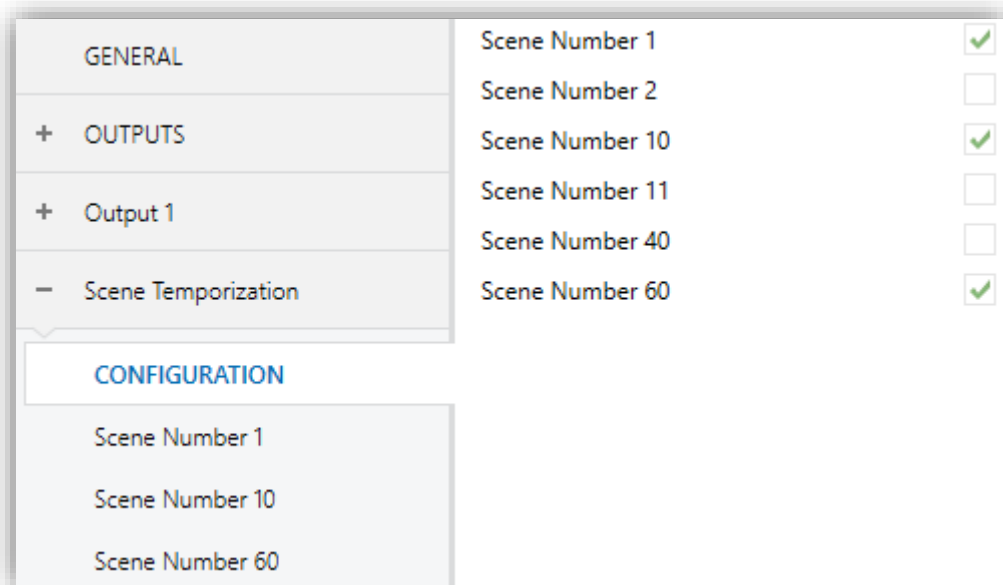 GENERAL
+ OUTPUTS
+ Output 1
− Scene Temporization
CONFIGURATION
Scene Number 1
Scene Number 10
Scene Number 60
Scene Number 1
Scene Number 2
Scene Number 10
Scene Number 11
Scene Number 40
Scene Number 60